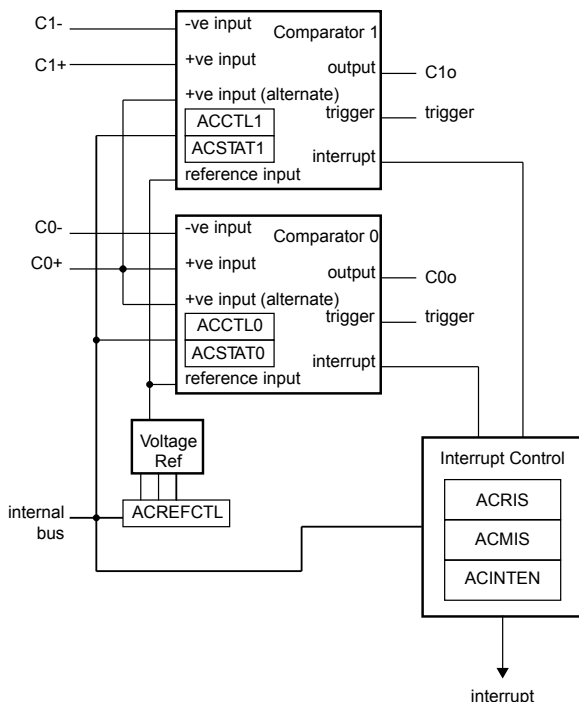 C1-
-ve input
Comparator 1
C1+
+ve input
output
C1o
+ve input (alternate)
trigger
trigger
ACCTL1
ACSTAT1
interrupt
reference input
C0-
-ve input
Comparator 0
C0+
+ve input
output
C0o
+ve input (alternate)
trigger
trigger
ACCTL0
ACSTAT0
interrupt
reference input
Voltage
Ref
Interrupt Control
internal
bus
ACREFCTL
ACRIS
ACMIS
ACINTEN
interrupt